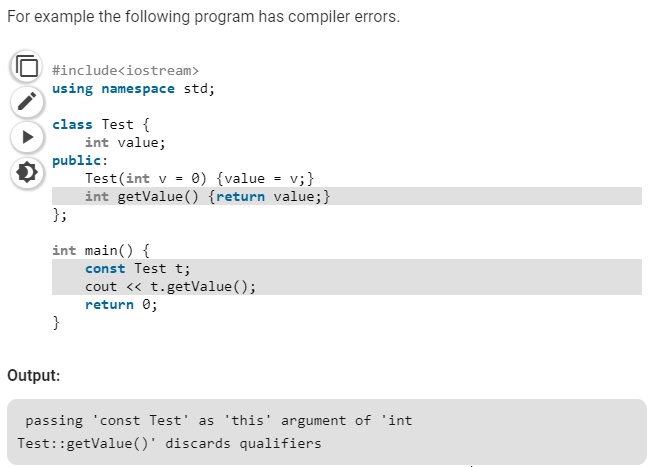 For example the following program has compiler errors.
#include<iostream>
using namespace std;
class Test {
    int value;
public:
    Test(int v = 0) {value = v;}
    int getValue() {return value;}
};
int main() {
    const Test t;
    cout << t.getValue();
    return 0;
}
Output:
passing 'const Test' as 'this' argument of 'int
Test::getValue()' discards qualifiers